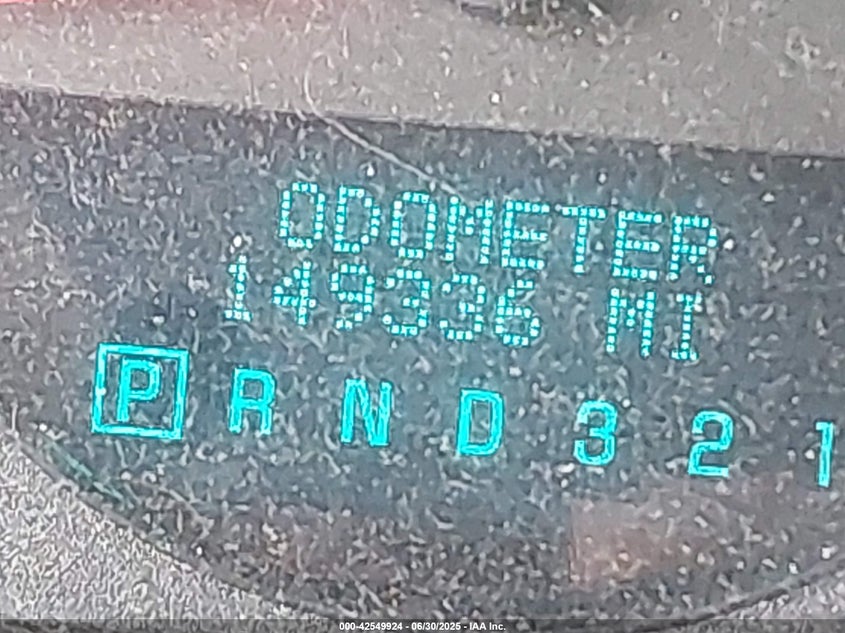 ODOMETER
149336 MI
P R N D 3 2 1
000-42549924 - 06/30/2025 - IAA Inc.